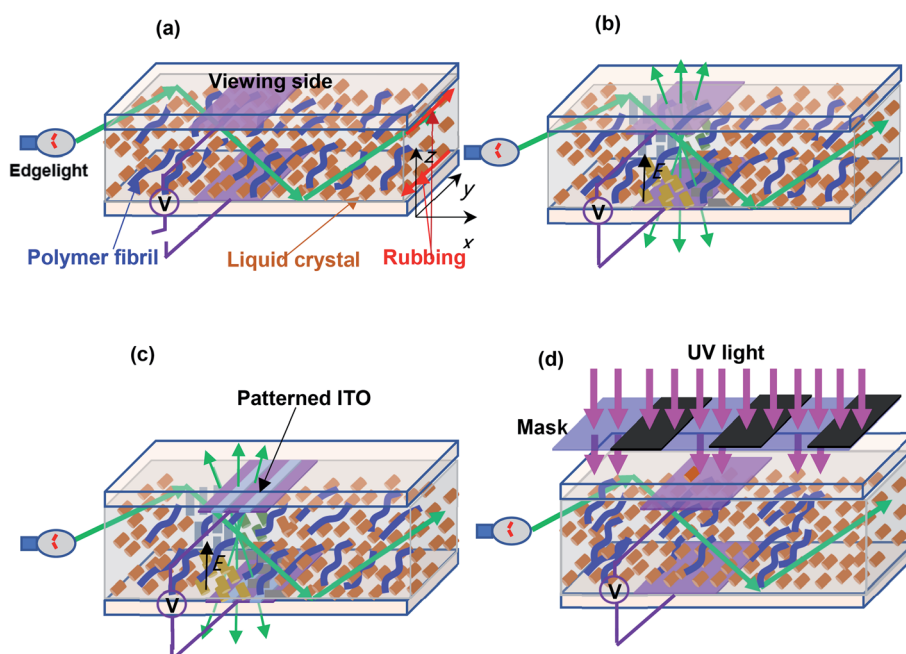 (a)
Viewing side
Edgelight
V
z
y
x
Polymer fibril
Liquid crystal
Rubbing
(b)
E
V
(c)
Patterned ITO
E
V
(d)
UV light
Mask
V